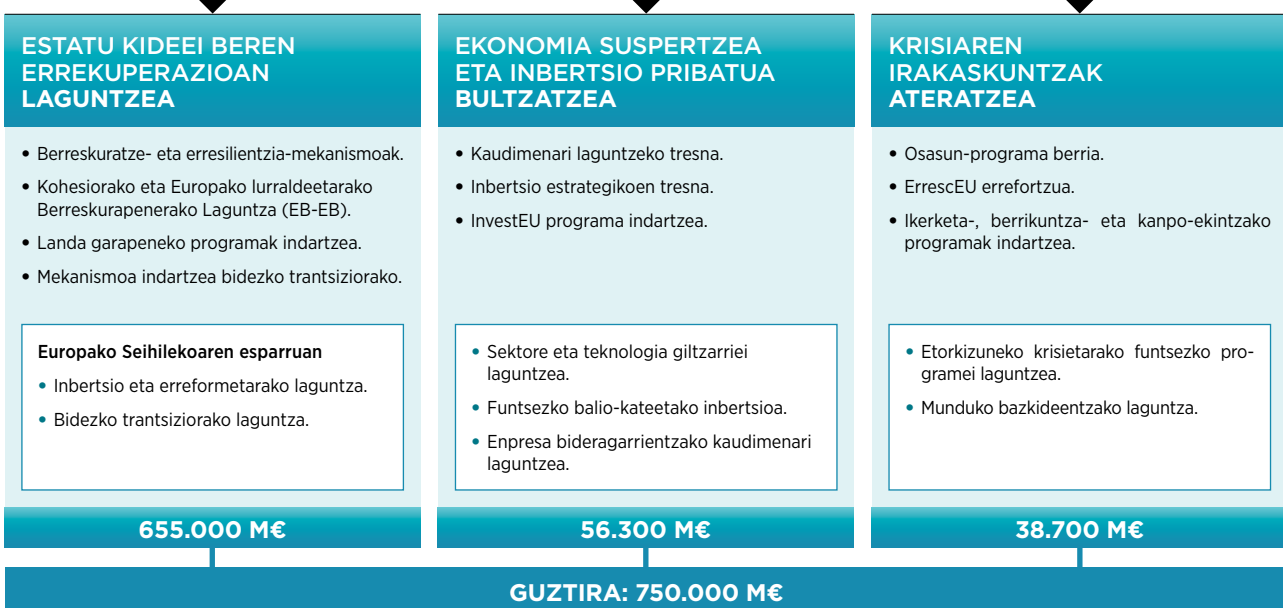 ESTATU KIDEEI BEREN
ERREKUPERAZIOAN
LAGUNTZEA
• Berreskuratze- eta erresilientzia-mekanismoak.
• Kohesiorako eta Europako lurraldeetarako
Berreskurapenerako Laguntza (EB-EB).
• Landa garapeneko programak indartzea.
• Mekanismoa indartzea bidezko trantsiziorako.
Europako Seihilekoaren esparruan
• Inbertsio eta erreformetarako laguntza.
• Bidezko trantsiziorako laguntza.
655.000 M€
EKONOMIA SUSPERTZEA
ETA INBERTSIO PRIBATUA
BULTZATZEA
• Kaudimenari laguntzeko tresna.
• Inbertsio estrategikoen tresna.
• InvestEU programa indartzea.
• Sektore eta teknologia giltzarriei
laguntzea.
• Funtsezko balio-kateetako inbertsioa.
• Enpresa bideragarrientzako kaudimenari
laguntzea.
56.300 M€
KRISIAREN
IRAKASKUNTZAK
ATERATZEA
• Osasun-programa berria.
• ErrescEU errefortzua.
• Ikerketa-, berrikuntza- eta kanpo-ekintzako
programak indartzea.
• Etorkizuneko krisietarako funtsezko pro-
gramei laguntzea.
• Munduko bazkideentzako laguntza.
38.700 M€
GUZTIRA: 750.000 M€